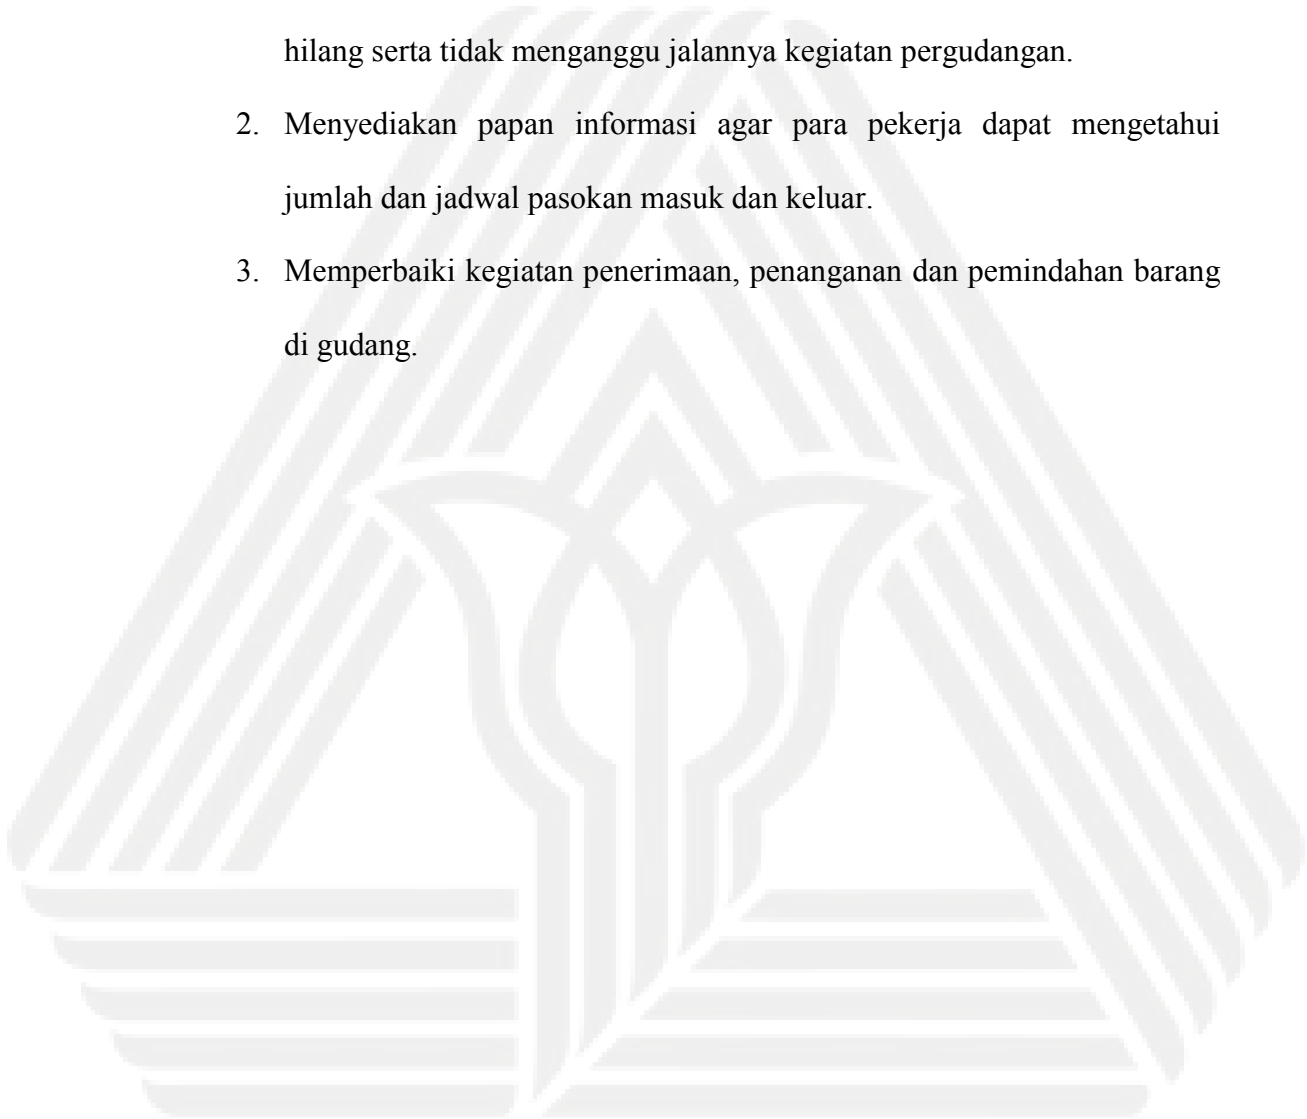 hilang serta tidak menganggu jalannya kegiatan pergudangan.
2. Menyediakan papan informasi agar para pekerja dapat mengetahui
jumlah dan jadwal pasokan masuk dan keluar.
3. Memperbaiki kegiatan penerimaan, penanganan dan pemindahan barang
di gudang.